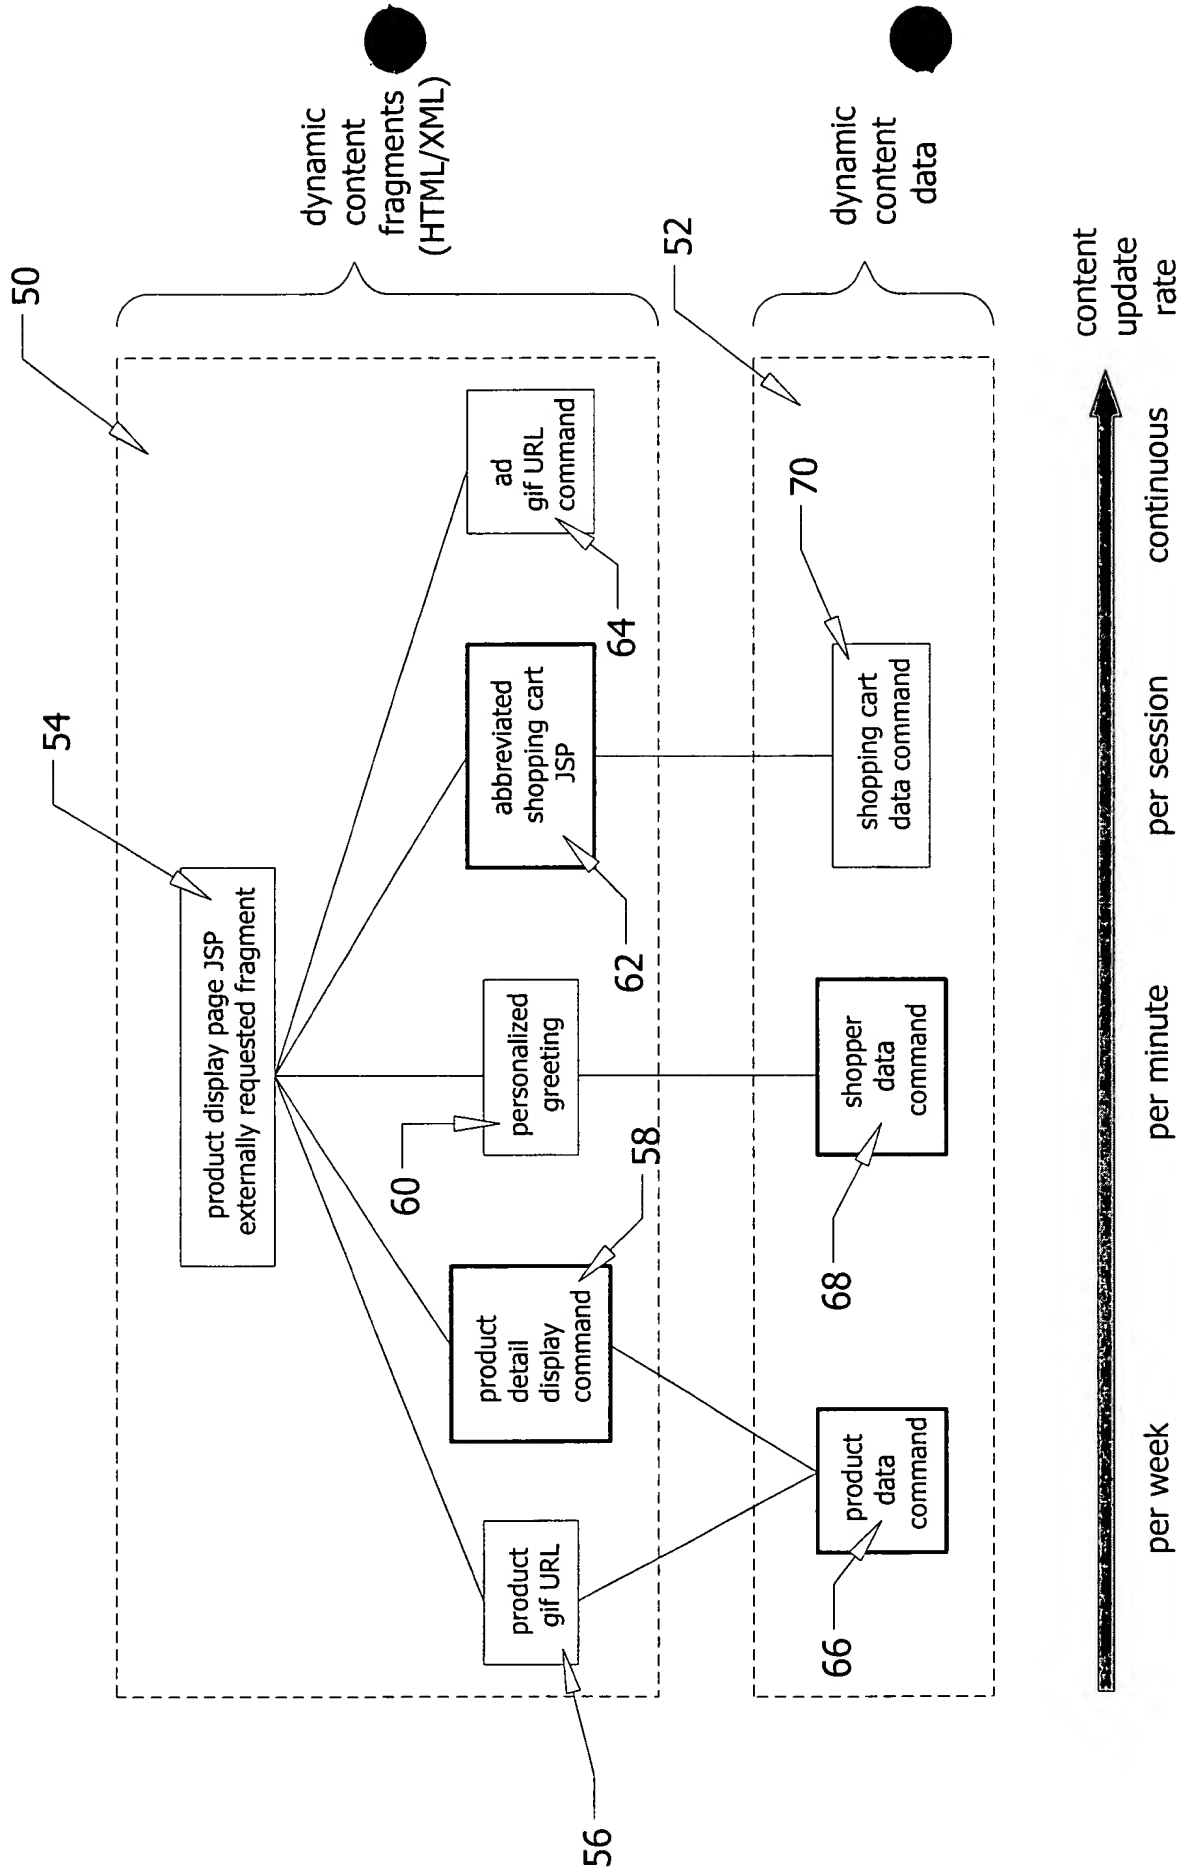 50
54
product display page JSP
externally requested fragment
dynamic
content
fragments
(HTML/XML)
56
product
gif URL
58
product
detail
display
command
60
personalized
greeting
62
abbreviated
shopping cart
JSP
64
ad
gif URL
command
52
66
product
data
command
68
shopper
data
command
70
shopping cart
data command
dynamic
content
data
per week
per minute
per session
continuous
content
update
rate